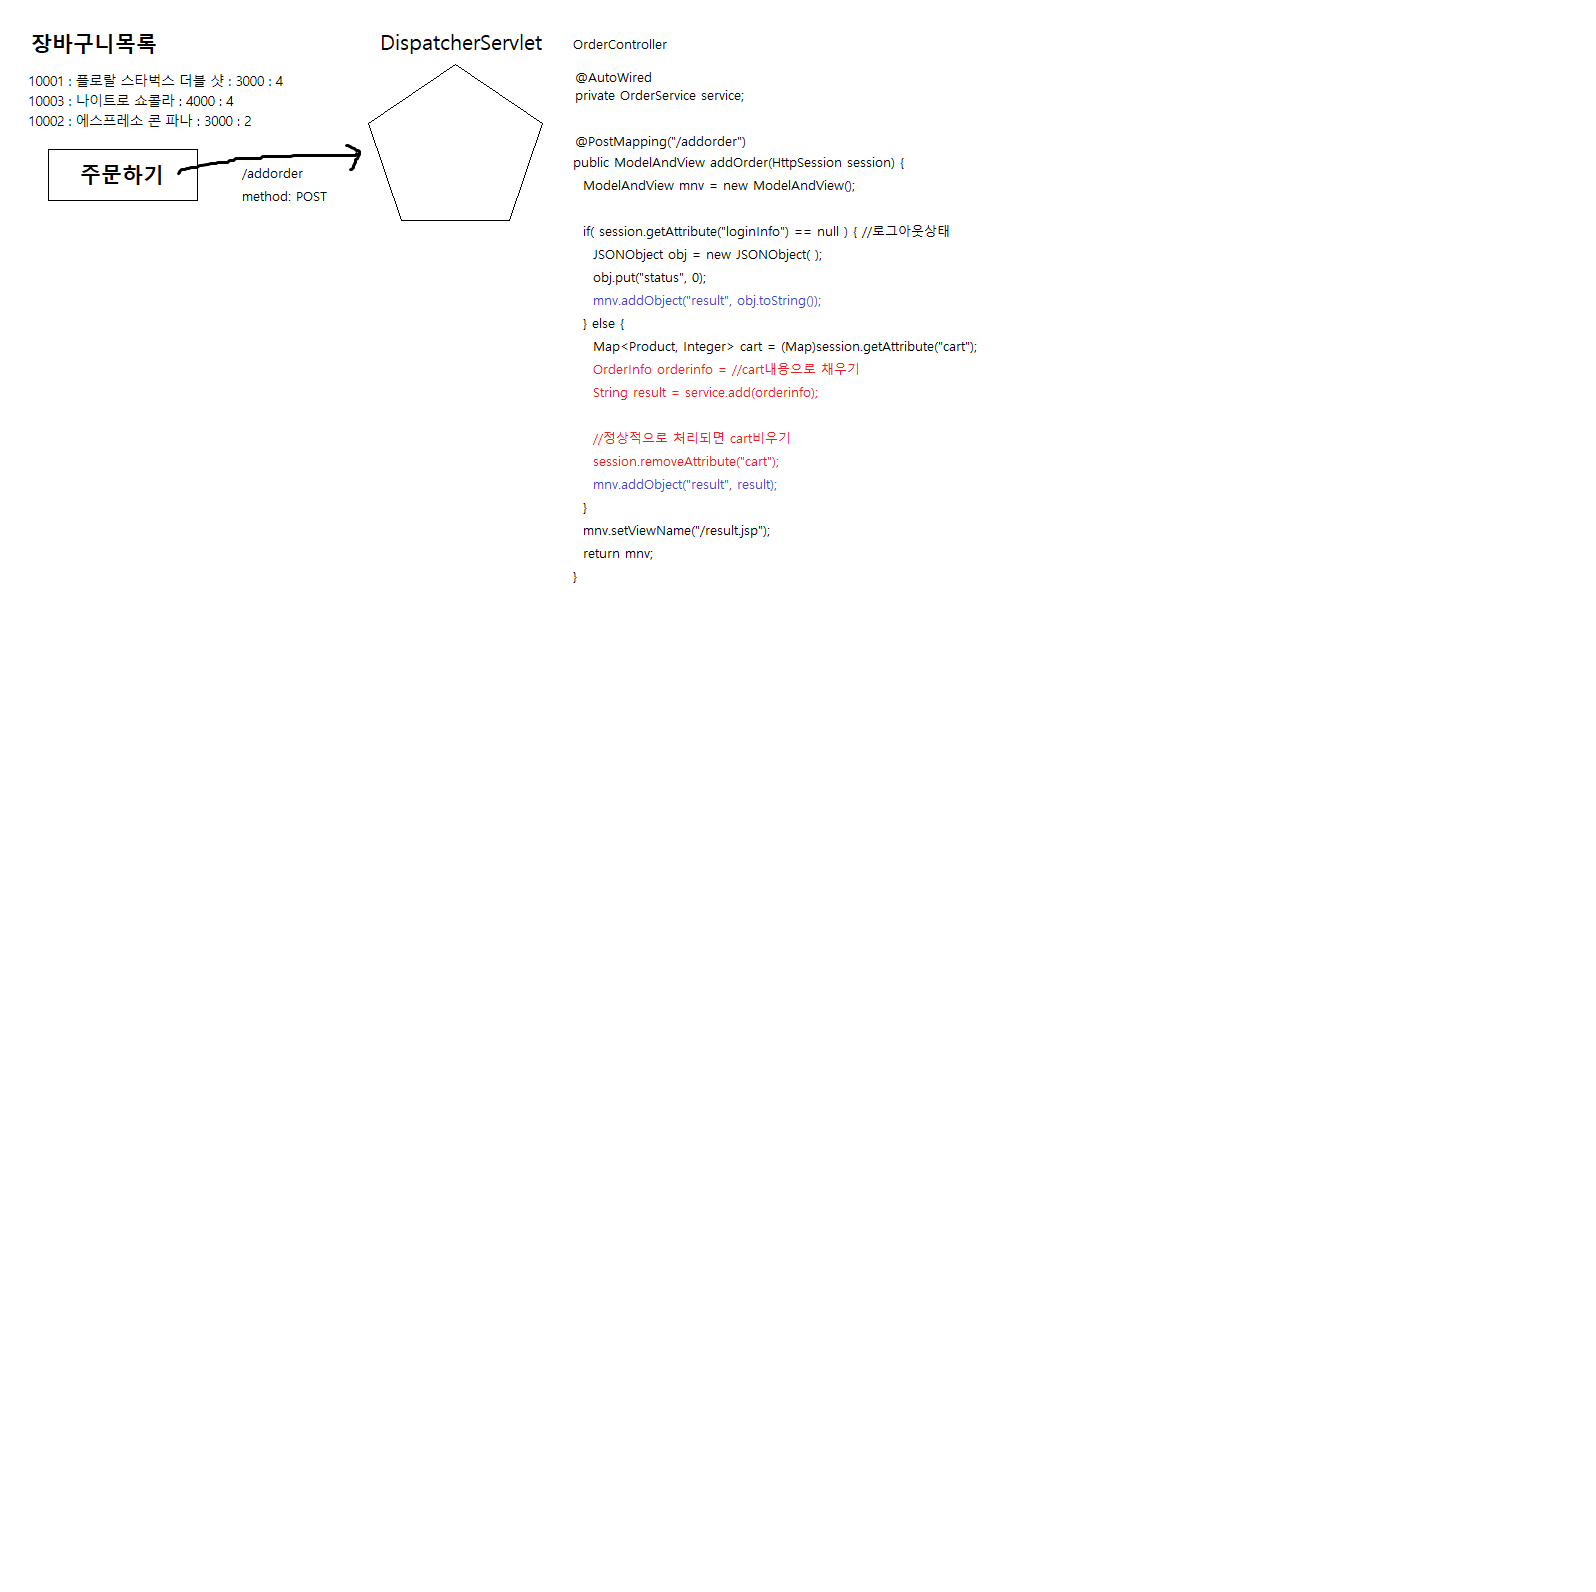 장바구니목록
10001 : 플로랄 스타벅스 더블 샷 : 3000 : 4
10003 : 나이트로 쇼콜라 : 4000 : 4
10002 : 에스프레소 콘 파나 : 3000 : 2
주문하기
/addorder
method: POST
DispatcherServlet
OrderController
@AutoWired
private OrderService service;
@PostMapping("/addorder")
public ModelAndView addOrder(HttpSession session) {
ModelAndView mnv = new ModelAndView();
if( session.getAttribute("loginInfo") == null ) { //로그아웃상태
JSONObject obj = new JSONObject( );
obj.put("status", 0);
mnv.addObject("result", obj.toString());
} else {
Map<Product, Integer> cart = (Map)session.getAttribute("cart");
OrderInfo orderinfo = //cart내용으로 채우기
String result = service.add(orderinfo);
//정상적으로 처리되면 cart비우기
session.removeAttribute("cart");
mnv.addObject("result", result);
}
mnv.setViewName("/result.jsp");
return mnv;
}